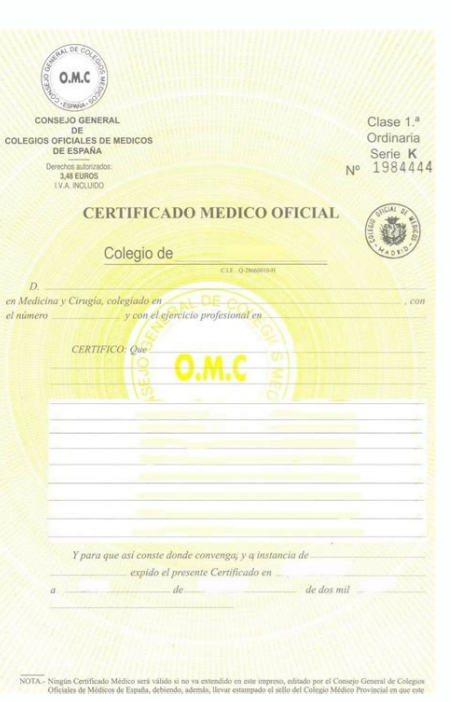 CONSEJO GENERAL DE COLEGIOS MEDICOS
O.M.C
· ESPAÑA ·
CONSEJO GENERAL
DE
COLEGIOS OFICIALES DE MEDICOS
DE ESPAÑA
Derechos autorizados:
3,48 EUROS
I.V.A. INCLUIDO
Clase 1.ª
Ordinaria
Serie K
Nº 1984444
CERTIFICADO MEDICO OFICIAL
COLEGIO OFICIAL DE MEDICOS
MADRID
Colegio de
C.I.F. Q-28660010-H
D.
en Medicina y Cirugía, colegiado en , con
el número y con el ejercicio profesional en
CERTIFICO: Que
O.M.C
Y para que así conste donde convenga; y a instancia de
expido el presente Certificado en
a de de dos mil
NOTA.- Ningún Certificado Médico será válido si no va extendido en este impreso, editado por el Consejo General de Colegios
Oficiales de Médicos de España, debiendo, además, llevar estampado el sello del Colegio Médico Provincial en que este